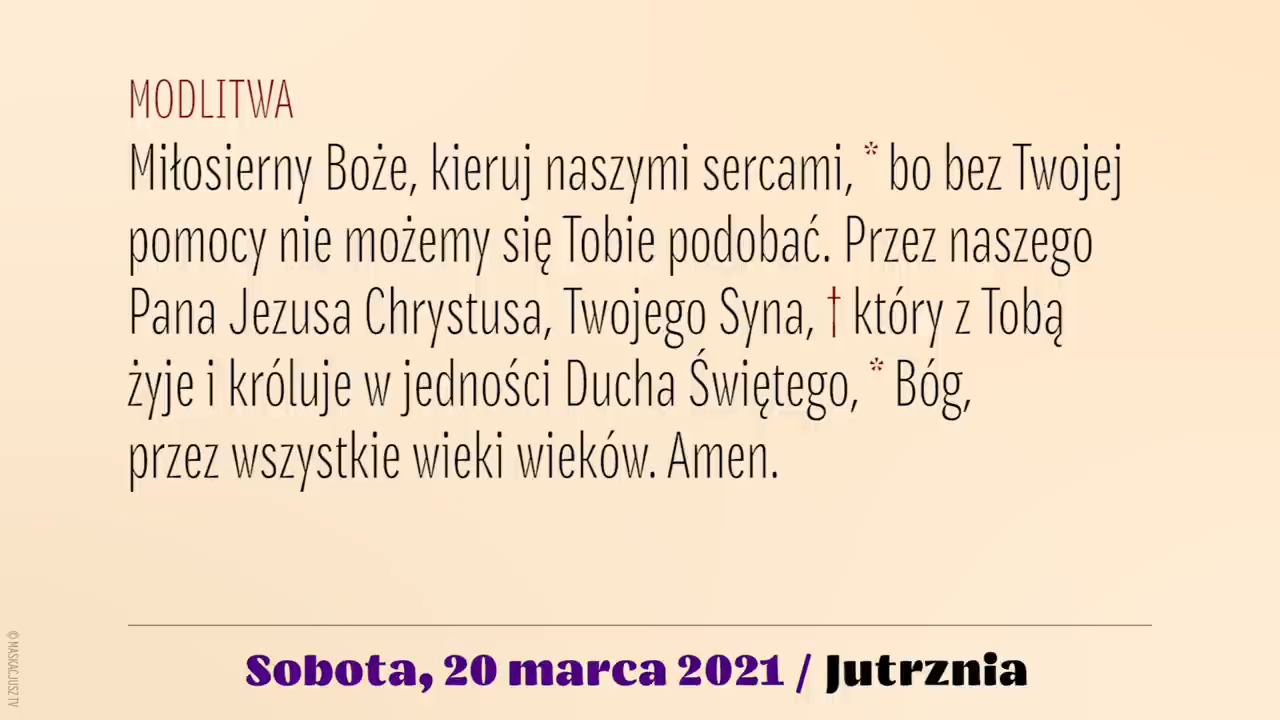 MODLITWA
Miłosierny Boże, kieruj naszymi sercami, * bo bez Twojej
pomocy nie możemy się Tobie podobać. Przez naszego
Pana Jezusa Chrystusa, Twojego Syna, † który z Tobą
żyje i króluje w jedności Ducha Świętego, * Bóg,
przez wszystkie wieki wieków. Amen.
Sobota, 20 marca 2021 / Jutrznia
© MASKACJUSZ.TV